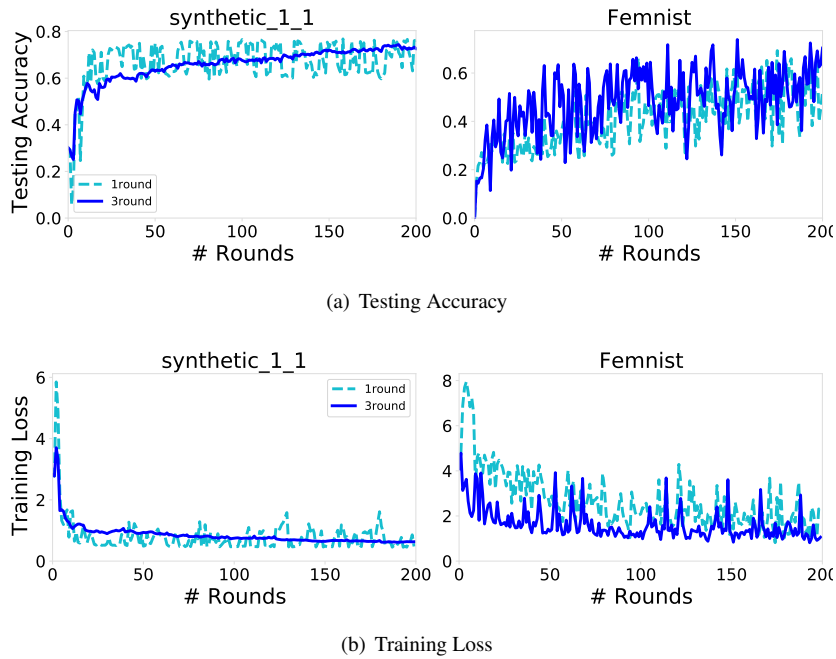 synthetic_1_1
Femnist
Testing Accuracy
0.8
0.6
0.4
0.2
0.0
1round
3round
0
50
100
150
200
# Rounds
0.6
0.4
0.2
0.0
0
50
100
150
200
# Rounds
(a) Testing Accuracy
synthetic_1_1
Femnist
Training Loss
6
4
2
0
1round
3round
0
50
100
150
200
# Rounds
8
6
4
2
0
0
50
100
150
200
# Rounds
(b) Training Loss